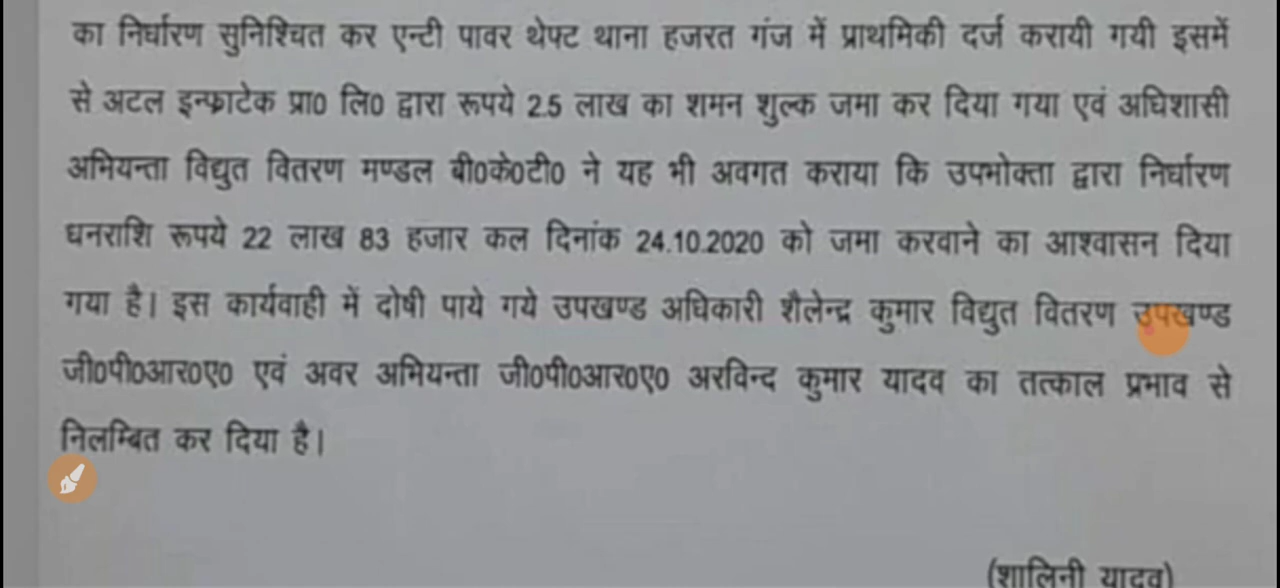 का निर्धारण सुनिश्चित कर एन्टी पावर थेफ्ट थाना हजरत गंज में प्राथमिकी दर्ज करायी गयी इसमें
से अटल इन्फ्राटेक प्रा0 लि0 द्वारा रूपये 2.5 लाख का शमन शुल्क जमा कर दिया गया एवं अधिशासी
अभियन्ता विद्युत वितरण मण्डल बी0के0टी0 ने यह भी अवगत कराया कि उपभोक्ता द्वारा निर्धारण
धनराशि रूपये 22 लाख 83 हजार कल दिनांक 24.10.2020 को जमा करवाने का आश्वासन दिया
गया है। इस कार्यवाही में दोषी पाये गये उपखण्ड अधिकारी शैलेन्द्र कुमार विद्युत वितरण उपखण्ड
जी0पी0आर0ए0 एवं अवर अभियन्ता जी0पी0आर0ए0 अरविन्द कुमार यादव का तत्काल प्रभाव से
निलम्बित कर दिया है।
(शालिनी यादव)